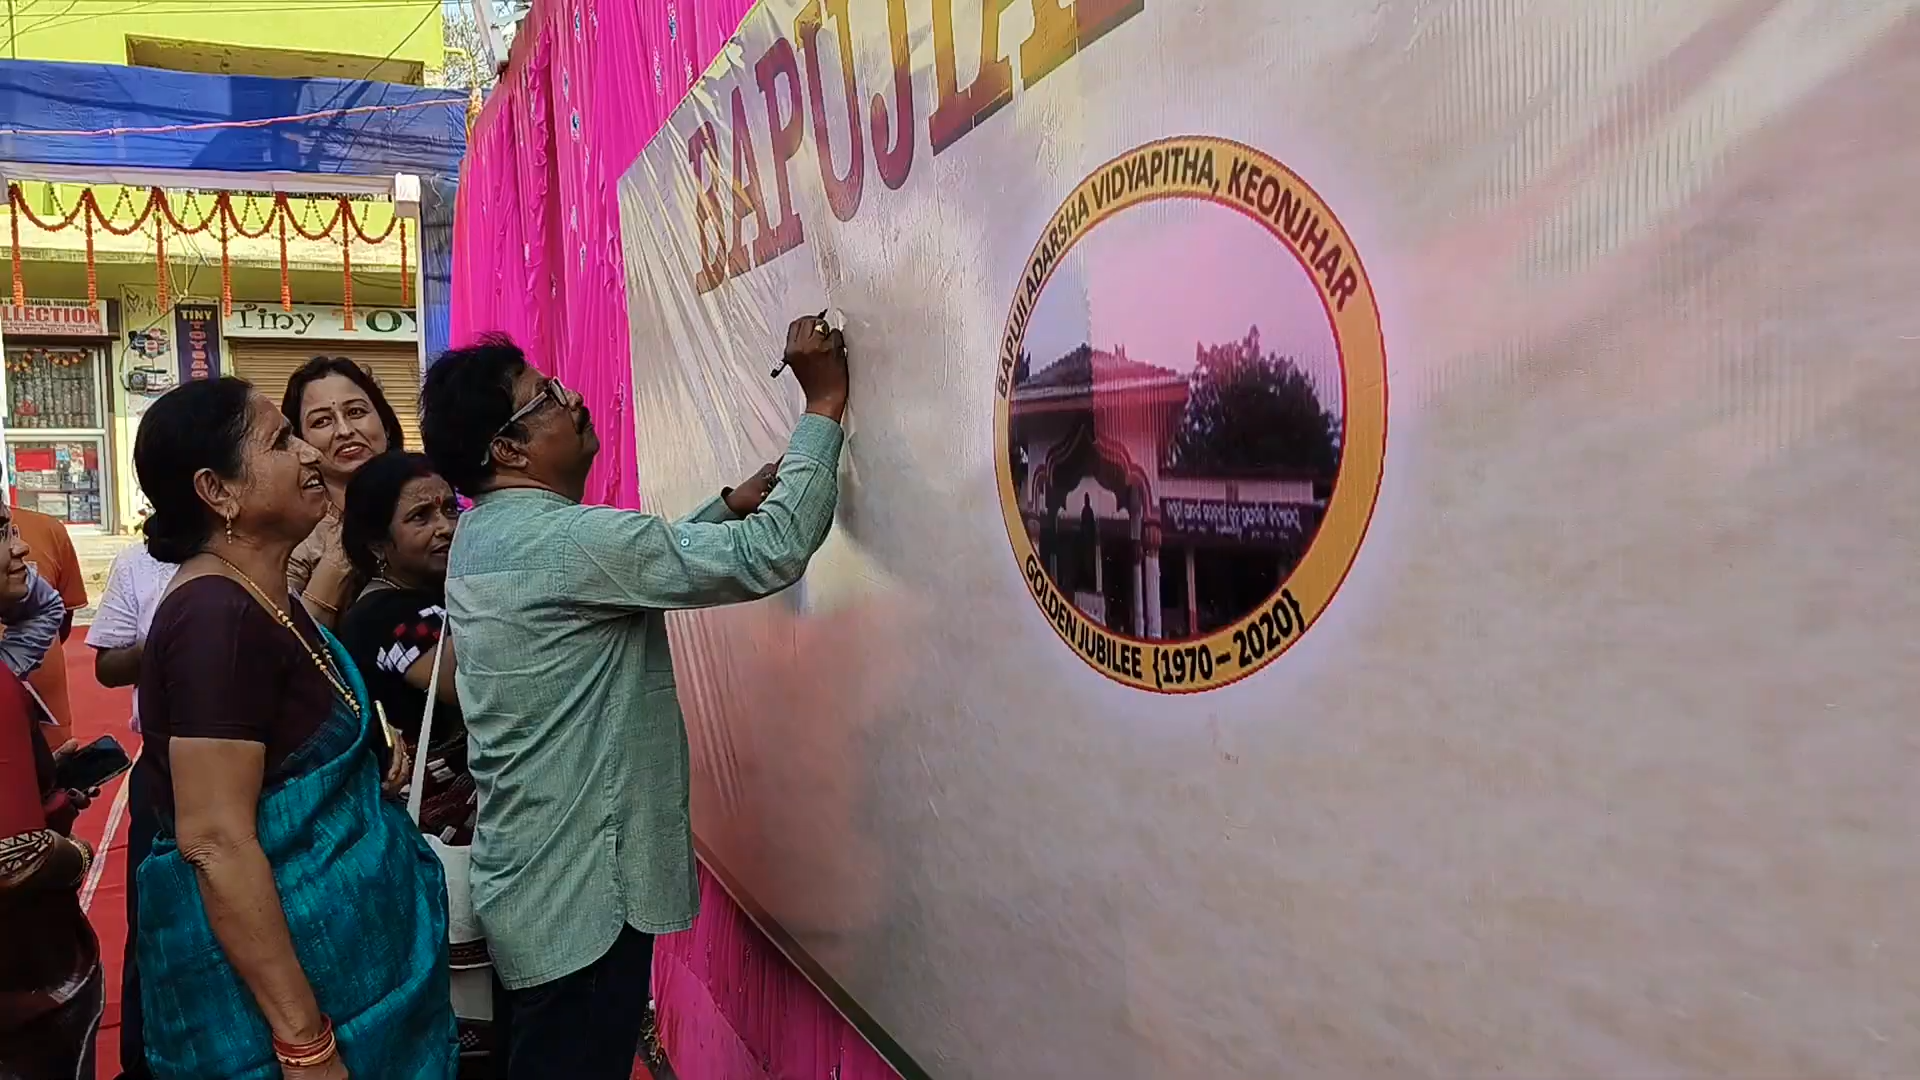 BAPUJI A
BAPUJI ADARSHA VIDYAPITHA, KEONJHAR
GOLDEN JUBILEE {1970 – 2020}
LLECTION
TINY
Tiny TOY